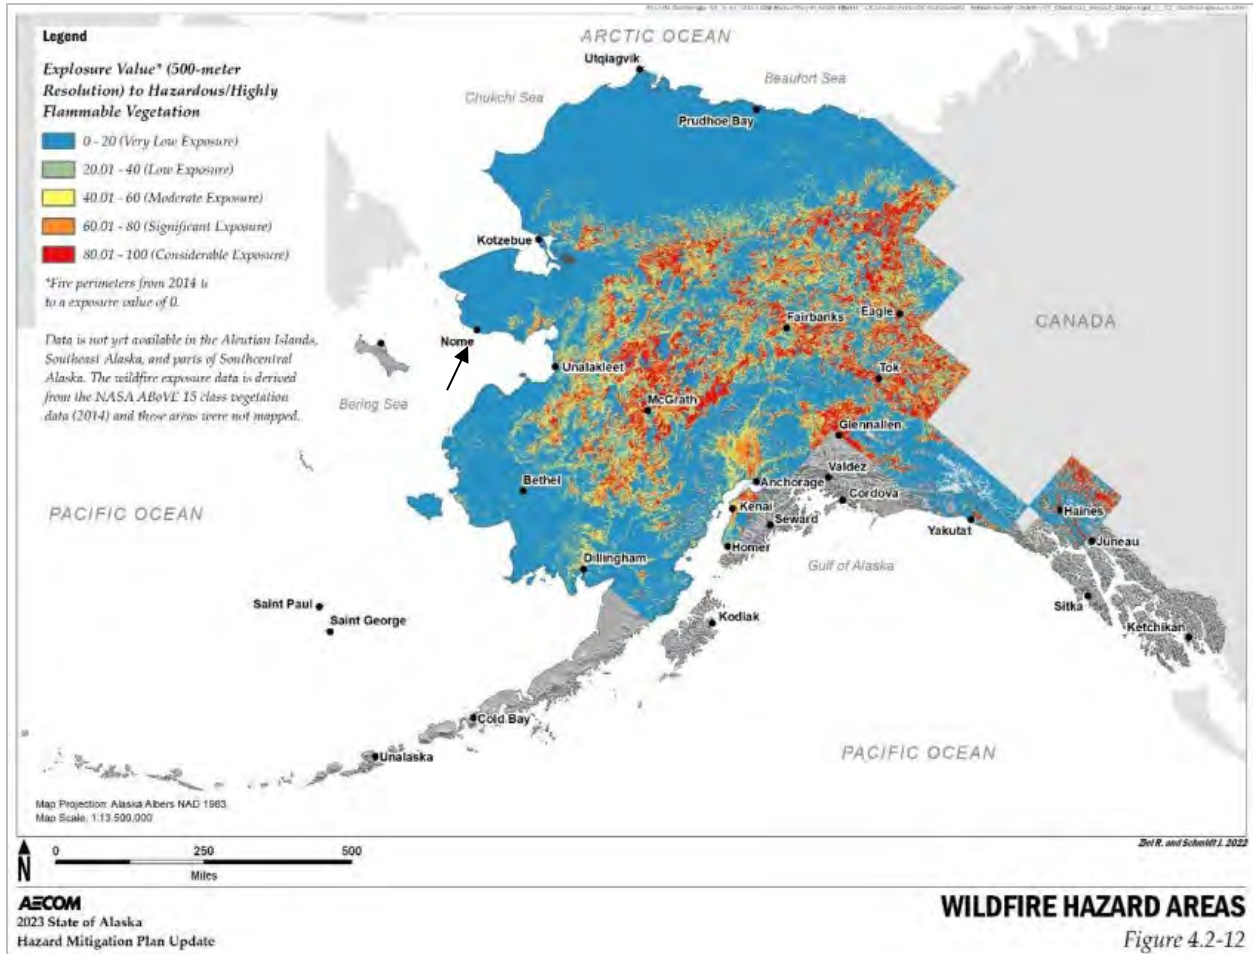 Legend
Explosure Value* (500-meter
Resolution) to Hazardous/Highly
Flammable Vegetation
0 - 20 (Very Low Exposure)
20.01 - 40 (Low Exposure)
40.01 - 60 (Moderate Exposure)
60.01 - 80 (Significant Exposure)
80.01 - 100 (Considerable Exposure)
*Fire perimeters from 2014 u
to a exposure value of 0.
Data is not yet available in the Aleutian Islands,
Southeast Alaska, and parts of Southcentral
Alaska. The wildfire exposure data is derived
from the NASA ABoVE 15 class vegetation
data (2014) and these areas were not mapped.
ARCTIC OCEAN
Utqiagvik
Beaufort Sea
Chukchi Sea
Prudhoe Bay
Kotzebue
CANADA
Fairbanks
Eagle
Nome
Unalakleet
Tok
Bering Sea
McGrath
Glennallen
Valdez
Bethel
Anchorage
Cordova
PACIFIC OCEAN
Kenai
Seward
Haines
Yakutat
Juneau
Homer
Dillingham
Gulf of Alaska
Saint Paul
Saint George
Kodiak
Sitka
Ketchikan
Cold Bay
Unalaska
PACIFIC OCEAN
Map Projection: Alaska Albers NAD 1983
Map Scale: 1:13,500,000
Ziel R. and Schmidt J. 2022
0 250 500
Miles
N
AECOM
2023 State of Alaska
Hazard Mitigation Plan Update
WILDFIRE HAZARD AREAS
Figure 4.2-12